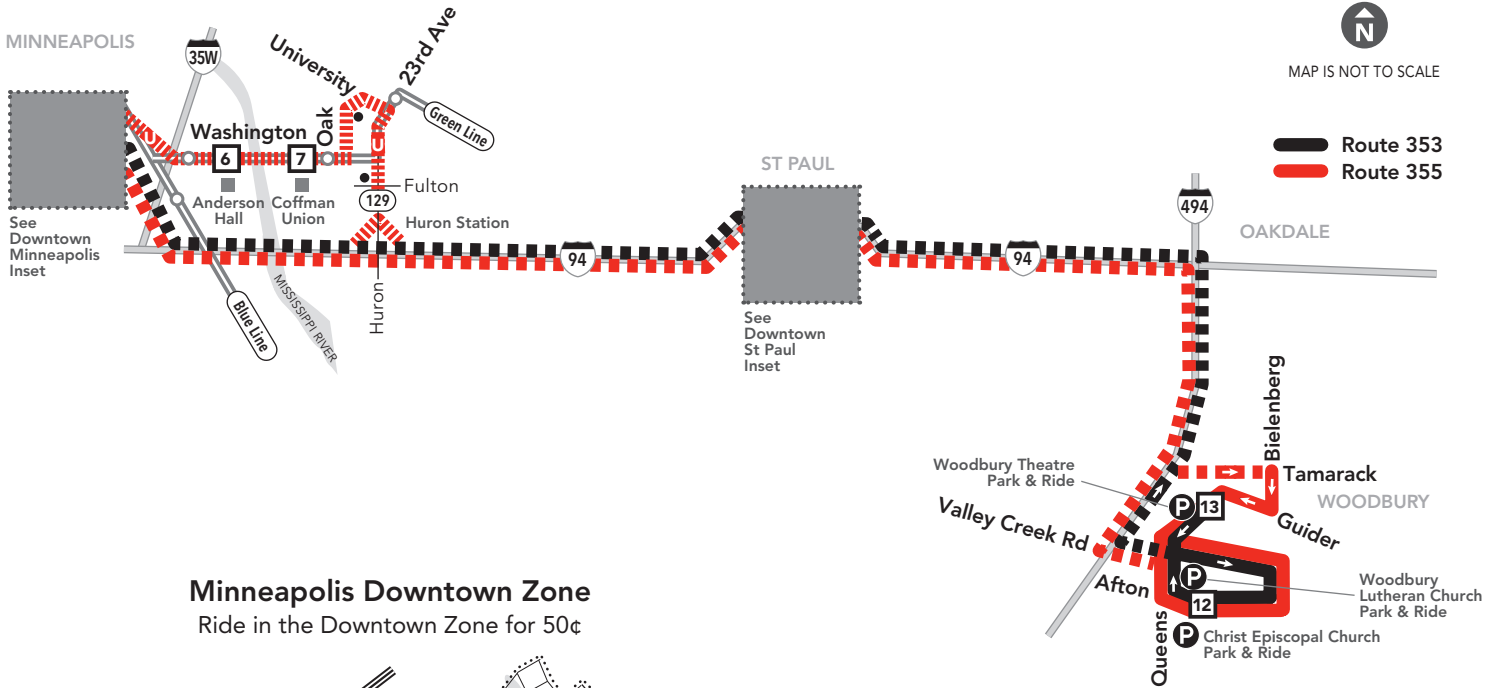 MINNEAPOLIS
35W
University
23rd Ave
Green Line
Washington
Oak
6
7
Anderson
Hall
Coffman
Union
Fulton
129
Huron Station
See
Downtown
Minneapolis
Inset
Blue Line
MISSISSIPPI RIVER
Huron
94
ST PAUL
See
Downtown
St Paul
Inset
94
494
OAKDALE
N
MAP IS NOT TO SCALE
Route 353
Route 355
Bielenberg
Tamarack
WOODBURY
Woodbury Theatre
Park & Ride
P
13
Guider
Valley Creek Rd
Afton
P
12
Woodbury
Lutheran Church
Park & Ride
Queens
P
Christ Episcopal Church
Park & Ride
Minneapolis Downtown Zone
Ride in the Downtown Zone for 50¢